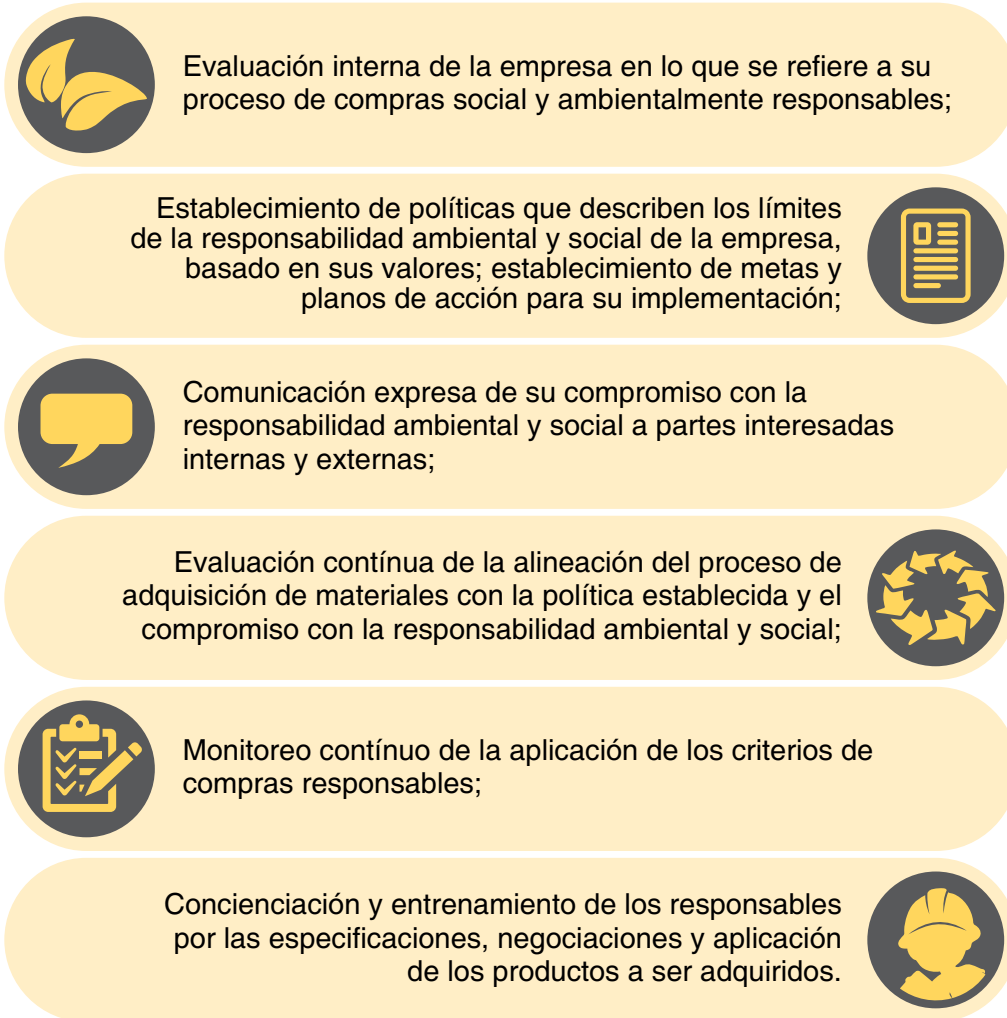 Evaluación interna de la empresa en lo que se refiere a su
proceso de compras social y ambientalmente responsables;
Establecimiento de políticas que describen los límites
de la responsabilidad ambiental y social de la empresa,
basado en sus valores; establecimiento de metas y
planos de acción para su implementación;
Comunicación expresa de su compromiso con la
responsabilidad ambiental y social a partes interesadas
internas y externas;
Evaluación contínua de la alineación del proceso de
adquisición de materiales con la política establecida y el
compromiso con la responsabilidad ambiental y social;
Monitoreo contínuo de la aplicación de los criterios de
compras responsables;
Concienciación y entrenamiento de los responsables
por las especificaciones, negociaciones y aplicación
de los productos a ser adquiridos.